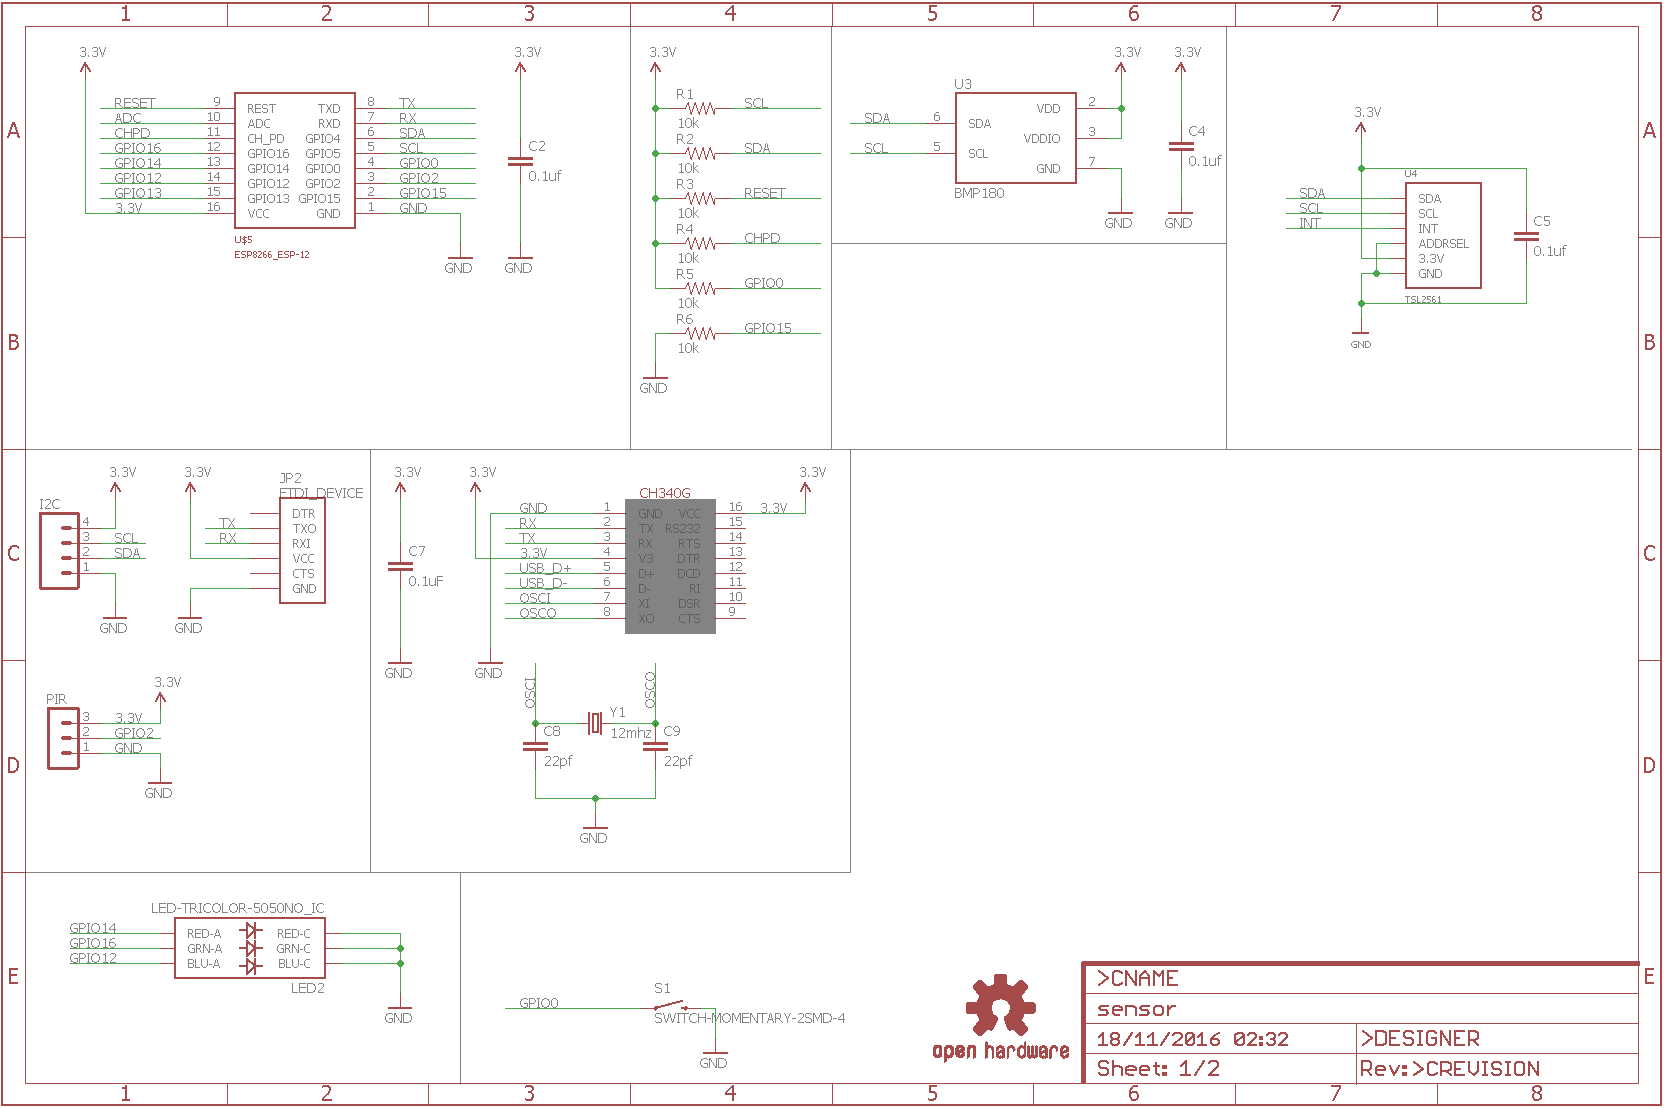 1 2 3 4 5 6 7 8
A
B
C
D
E
A
B
C
D
E
3.3V
RESET 9 REST TXD 8 TX
ADC 10 ADC RXD 7 RX
CHPD 11 CH_PD GPIO4 6 SDA
GPIO16 12 GPIO16 GPIO5 5 SCL
GPIO14 13 GPIO14 GPIO0 4 GPIO0
GPIO12 14 GPIO12 GPIO2 3 GPIO2
GPIO13 15 GPIO13 GPIO15 2 GPIO15
3.3V 16 VCC GND 1 GND
U$5
ESP8266_ESP-12
GND
3.3V
C2
0.1uf
GND
3.3V
R1 SCL
10k
R2 SDA
10k
R3 RESET
10k
R4 CHPD
10k
R5 GPIO0
10k
R6 GPIO15
10k
GND
U3
3.3V
SDA 6 SDA VDD 2
VDDIO 3
SCL 5 SCL
GND 7
BMP180
GND
3.3V
C4
0.1uf
GND
3.3V
U4
SDA SDA
SCL SCL
INT INT
ADDRSEL
3.3V
GND
TSL2561
C5
0.1uf
GND
I2C
3.3V
4
3 SCL
2 SDA
1
GND
3.3V
JP2
FTDI_DEVICE
DTR
TX TXO
RX RXI
VCC
CTS
GND
GND
PIR
3.3V
3 3.3V
2 GPIO2
1 GND
GND
3.3V
C7
0.1uF
GND
3.3V
CH340G
3.3V
GND 1 GND VCC 16 3.3V
RX 2 TX RS232 15
TX 3 RX RTS 14
3.3V 4 V3 DTR 13
USB_D+ 5 D+ DCD 12
USB_D- 6 D- RI 11
OSCI 7 XI DSR 10
OSCO 8 XO CTS 9
GND
OSCI
OSCO
Y1
12mhz
C8
22pf
C9
22pf
GND
LED-TRICOLOR-5050NO_IC
GPIO14 RED-A RED-C
GPIO16 GRN-A GRN-C
GPIO12 BLU-A BLU-C
LED2
GND
GPIO0
S1
SWITCH-MOMENTARY-2SMD-4
GND
open hardware
>CNAME
sensor
18/11/2016 02:32 >DESIGNER
Sheet: 1/2 Rev:>CREVISION
1 2 3 4 5 6 7 8